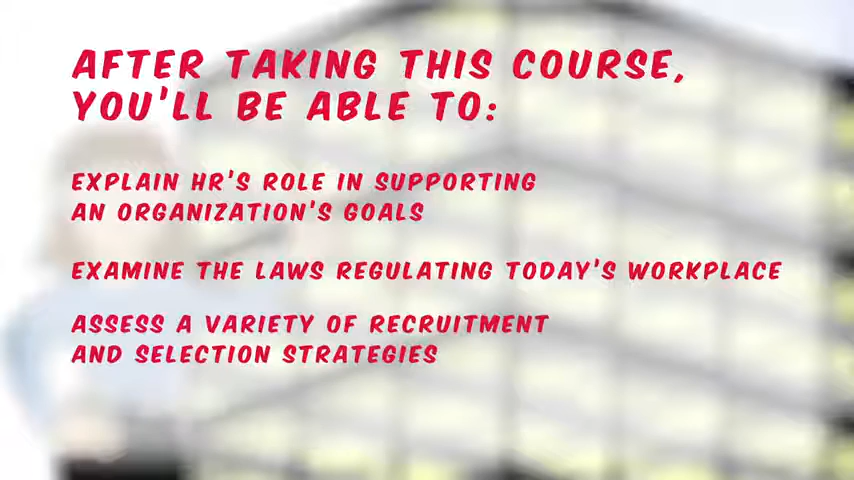 AFTER TAKING THIS COURSE,
YOU'LL BE ABLE TO:
EXPLAIN HR'S ROLE IN SUPPORTING
AN ORGANIZATION'S GOALS
EXAMINE THE LAWS REGULATING TODAY'S WORKPLACE
ASSESS A VARIETY OF RECRUITMENT
AND SELECTION STRATEGIES